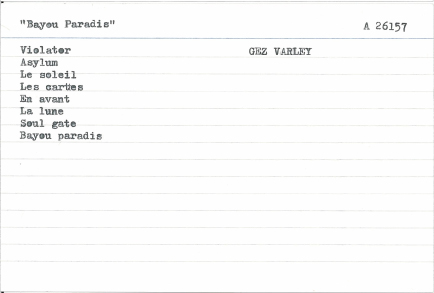 "Bayou Paradis"
A 26157
Violator
GEZ VARLEY
Asylum
Le soleil
Les cartes
En avant
La lune
Soul gate
Bayou paradis